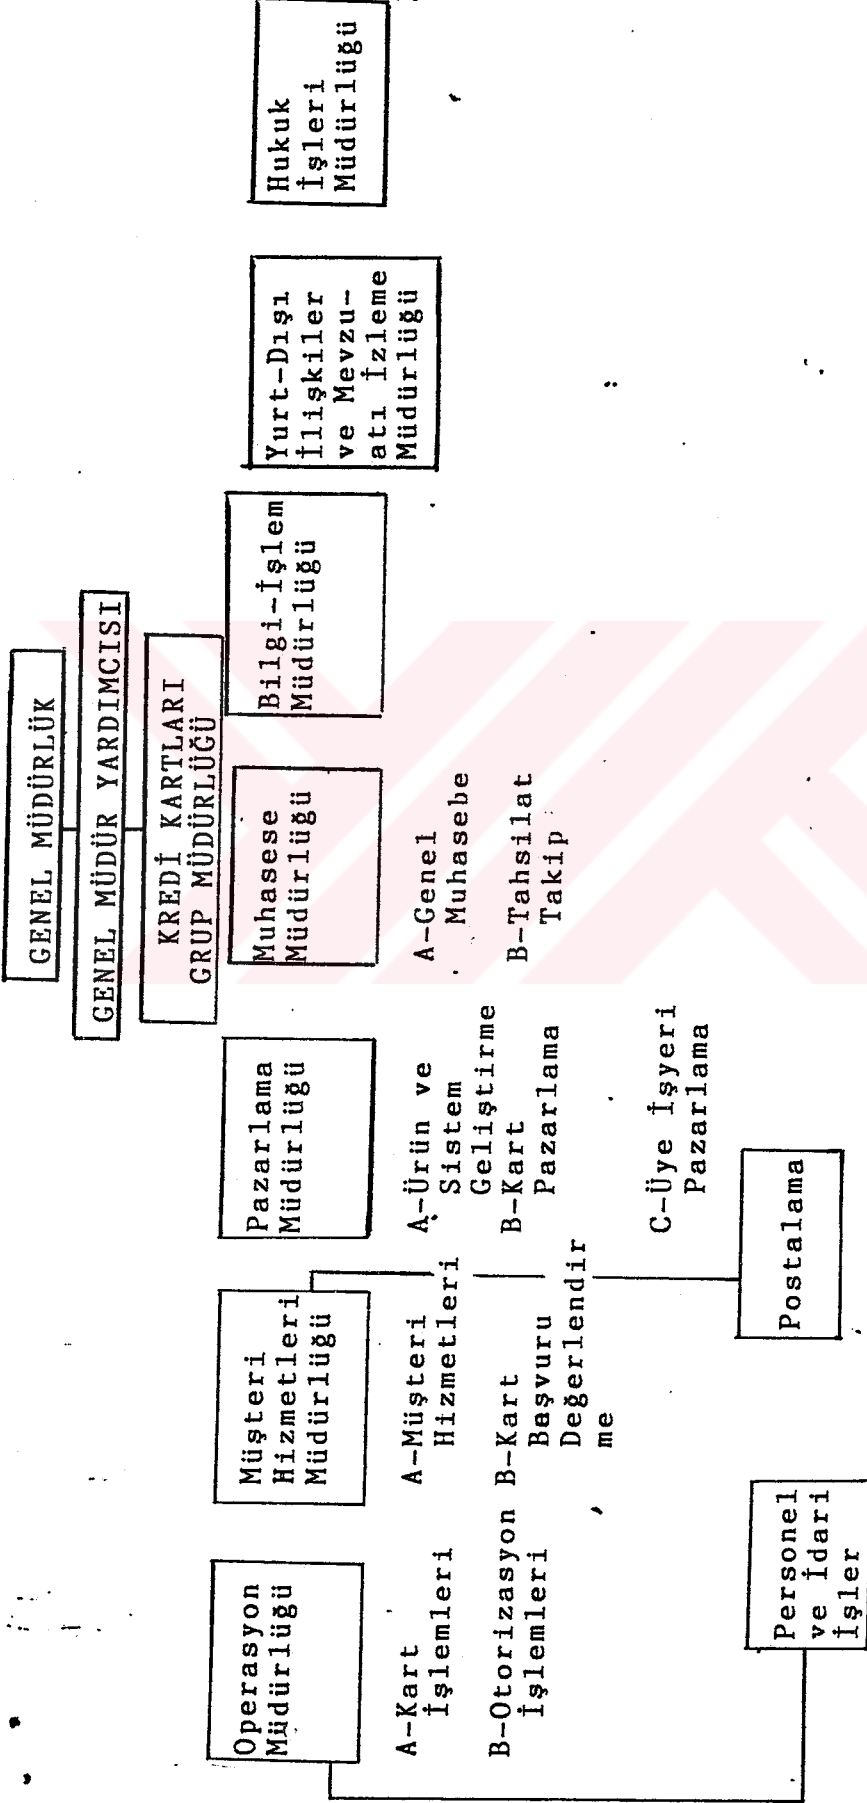 GENEL MÜDÜRLÜK
GENEL MÜDÜR YARDIMCISI
KREDİ KARTLARI
GRUP MÜDÜRLÜĞÜ
Operasyon
Müdürlüğü
A-Kart
İşlemleri
B-Otorizasyon
İşlemleri
Personel
ve İdari
İşler
Müşteri
Hizmetleri
Müdürlüğü
A-Müşteri
Hizmetleri
B-Kart
Başvuru
Değerlendir
me
Postalama
Pazarlama
Müdürlüğü
A-Ürün ve
Sistem
Geliştirme
B-Kart
Pazarlama
C-Üye İşyeri
Pazarlama
Muhasese
Müdürlüğü
A-Genel
Muhasebe
B-Tahsilat
Takip
Bilgi-İşlem
Müdürlüğü
Yurt-Dışı
İlişkiler
ve Mevzu-
atı İzleme
Müdürlüğü
Hukuk
İşleri
Müdürlüğü